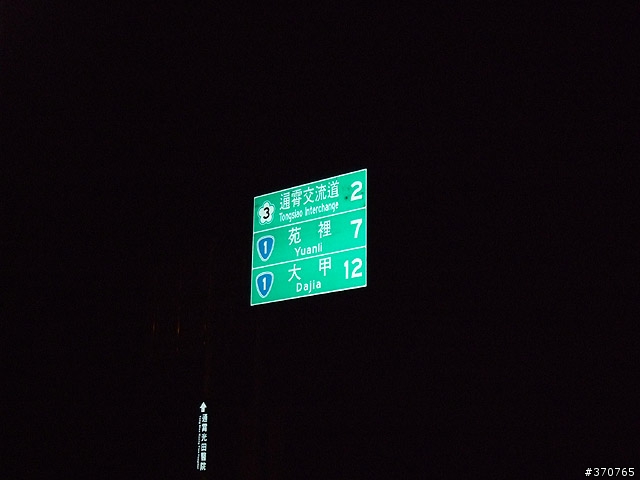 3 通霄交流道 2
Tongsiao Interchange
1 苑裡 7
Yuanli
1 大甲 12
Dajia
通霄光田醫院
#370765